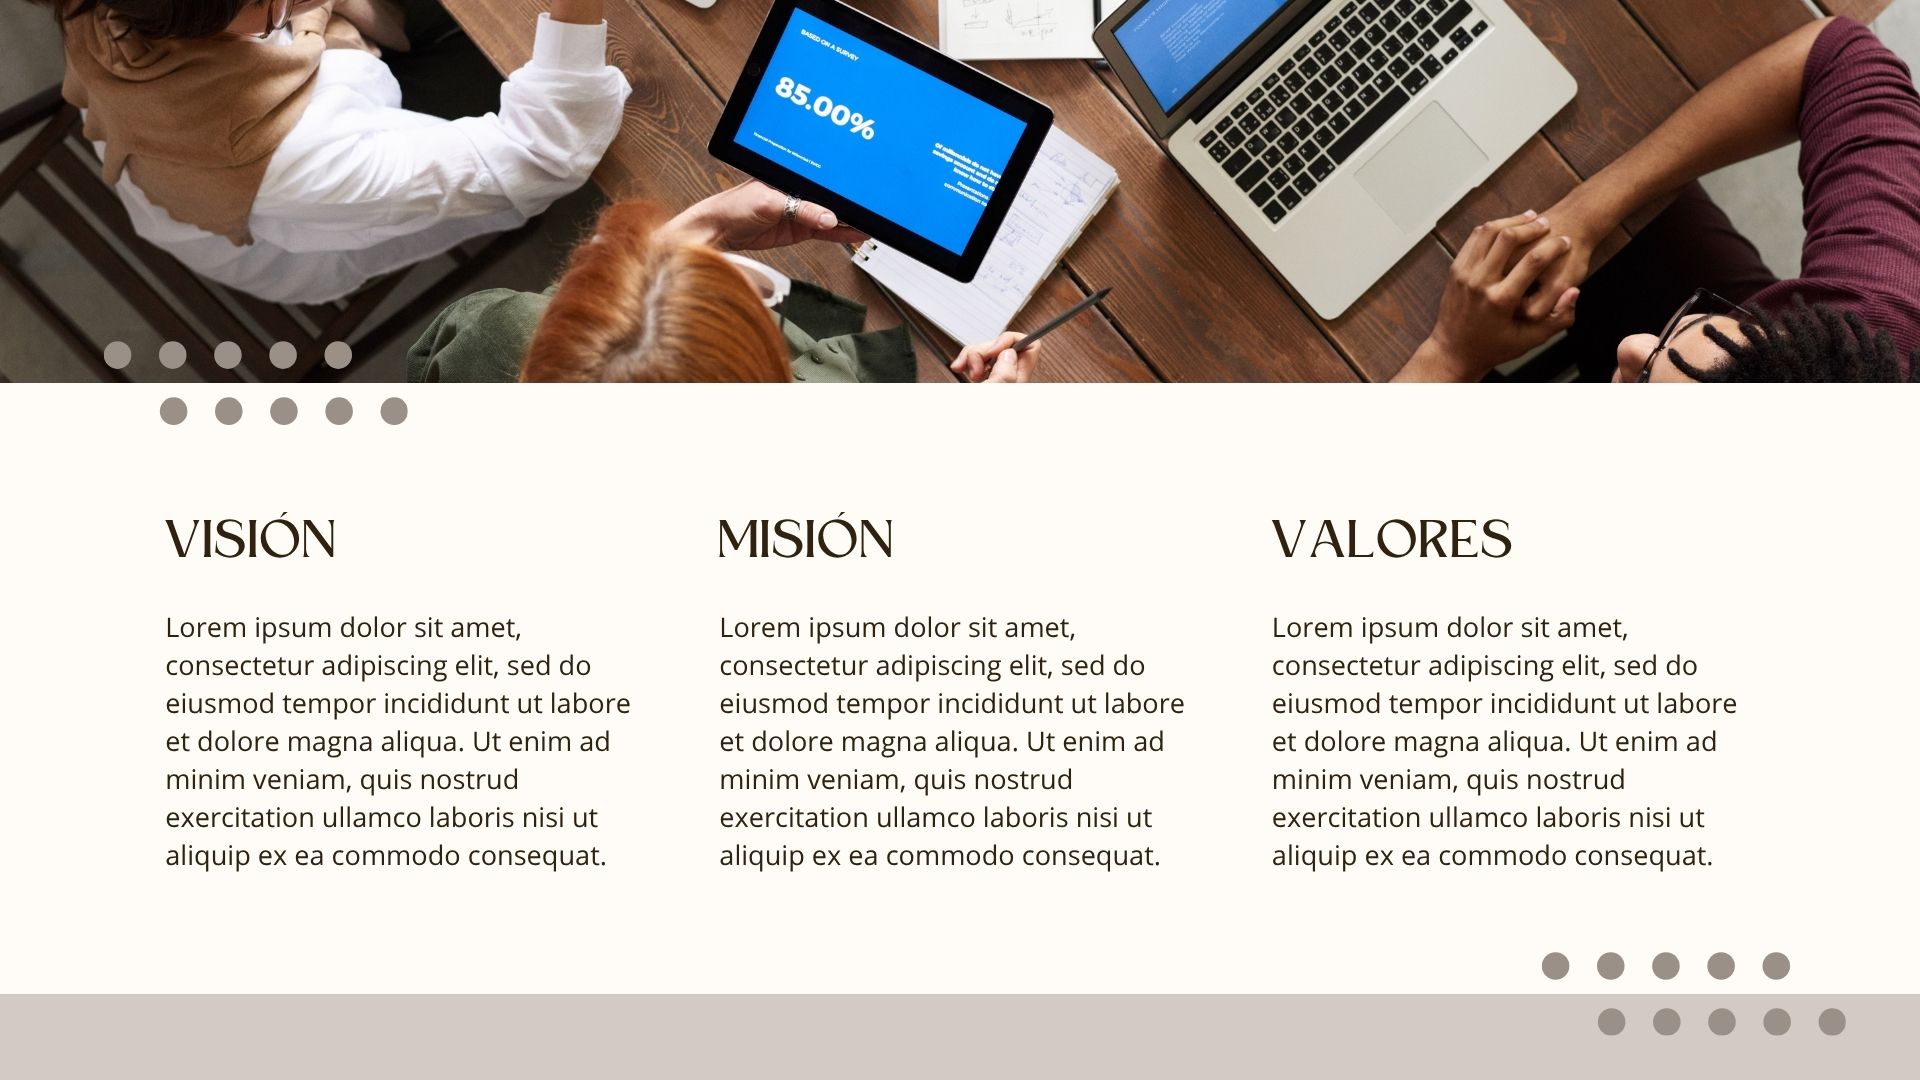 BASED ON A SURVEY
85.00%
VISIÓN
Lorem ipsum dolor sit amet,
consectetur adipiscing elit, sed do
eiusmod tempor incididunt ut labore
et dolore magna aliqua. Ut enim ad
minim veniam, quis nostrud
exercitation ullamco laboris nisi ut
aliquip ex ea commodo consequat.
MISIÓN
Lorem ipsum dolor sit amet,
consectetur adipiscing elit, sed do
eiusmod tempor incididunt ut labore
et dolore magna aliqua. Ut enim ad
minim veniam, quis nostrud
exercitation ullamco laboris nisi ut
aliquip ex ea commodo consequat.
VALORES
Lorem ipsum dolor sit amet,
consectetur adipiscing elit, sed do
eiusmod tempor incididunt ut labore
et dolore magna aliqua. Ut enim ad
minim veniam, quis nostrud
exercitation ullamco laboris nisi ut
aliquip ex ea commodo consequat.